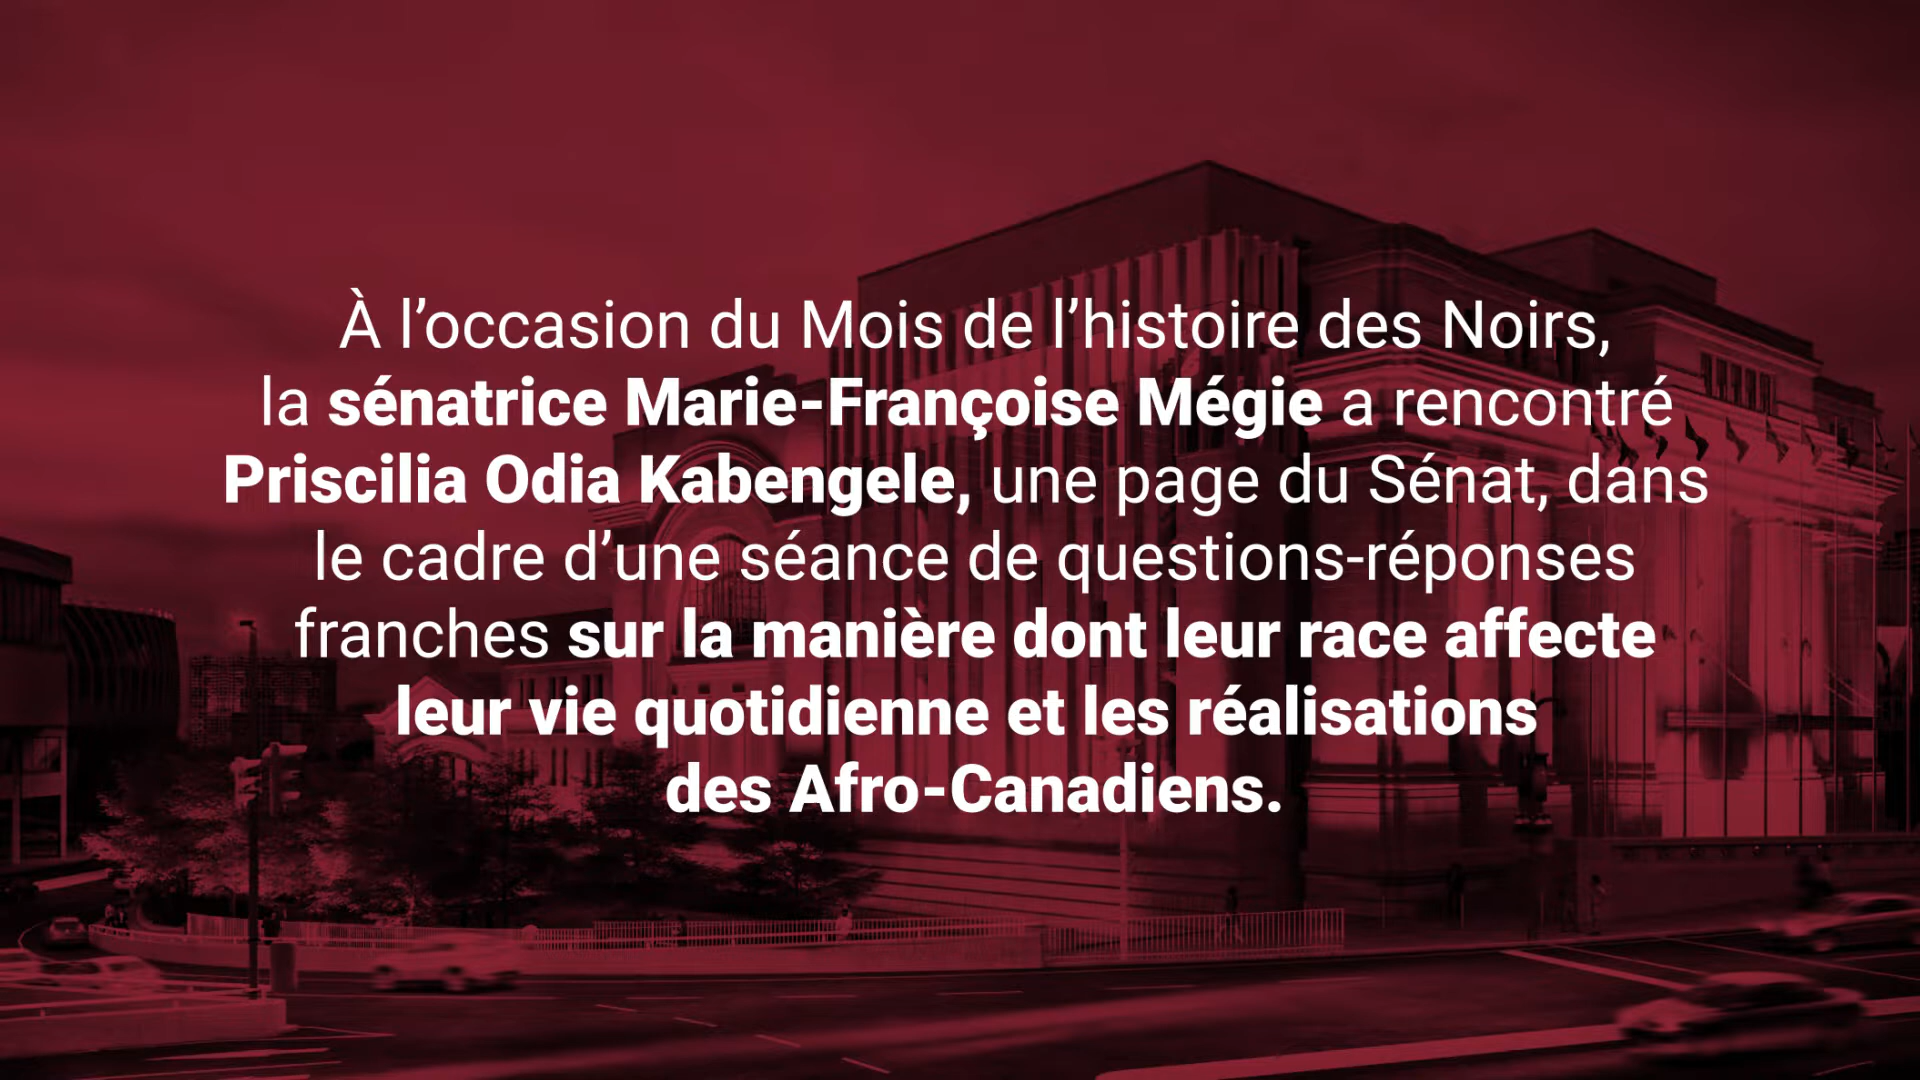 À l’occasion du Mois de l’histoire des Noirs,
la sénatrice Marie-Françoise Mégie a rencontré
Priscilia Odia Kabengele, une page du Sénat, dans
le cadre d’une séance de questions-réponses
franches sur la manière dont leur race affecte
leur vie quotidienne et les réalisations
des Afro-Canadiens.